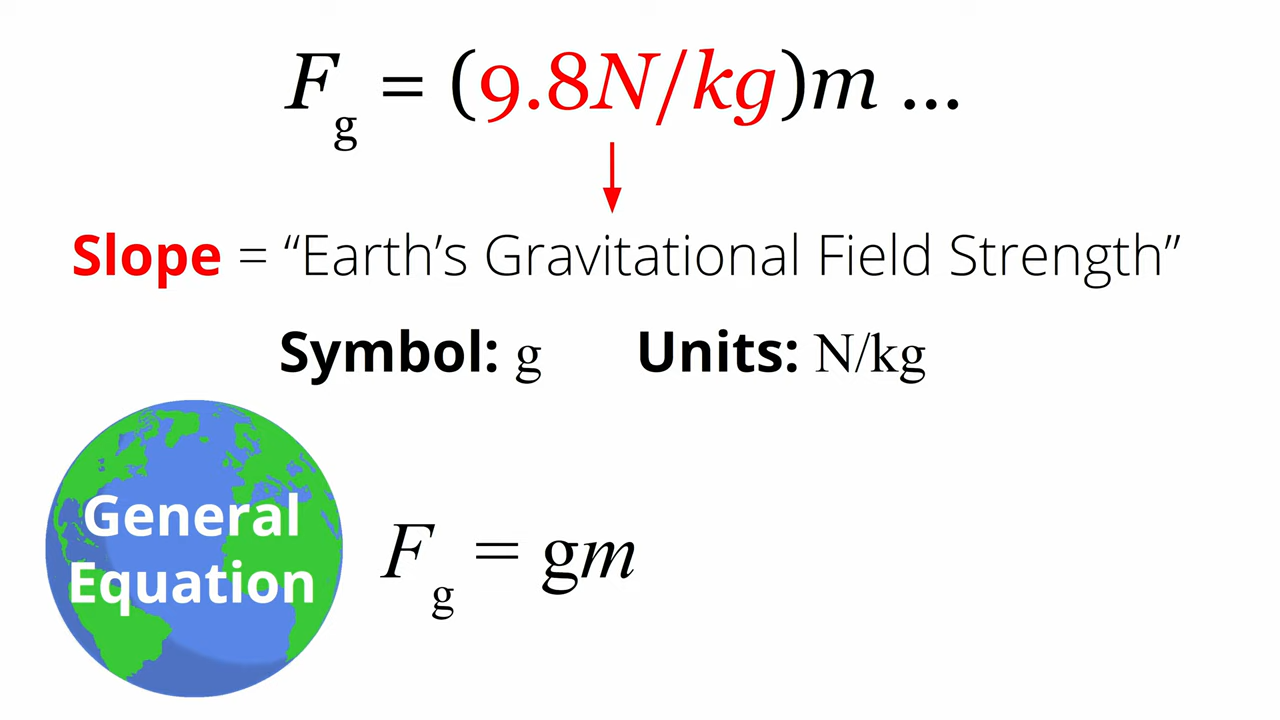 F_g = (9.8N/kg)m ...
Slope = “Earth’s Gravitational Field Strength”
Symbol: g Units: N/kg
General
Equation
F_g = gm